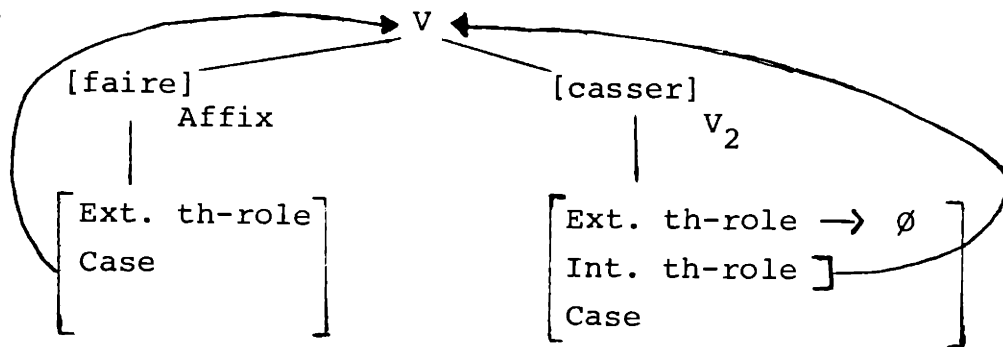 V
[faire] [casser]
Affix V2
Ext. th-role Ext. th-role → ∅
Case Int. th-role
Case